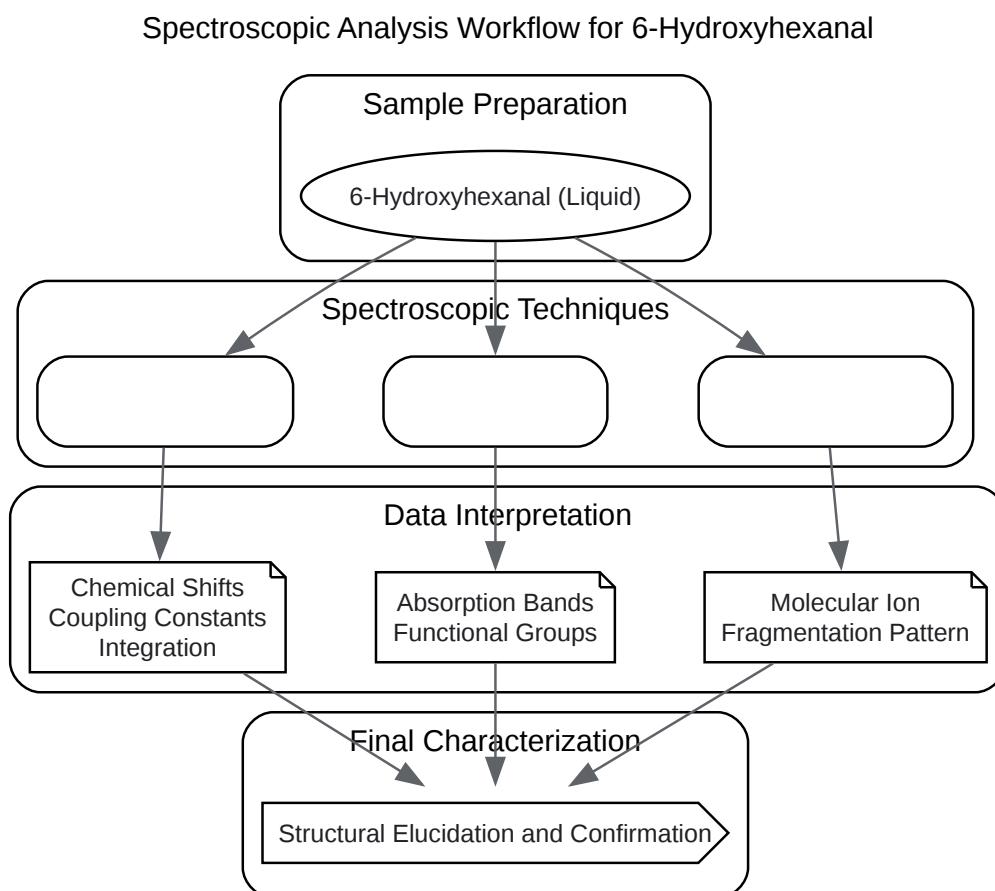 Spectroscopic Analysis Workflow for 6-Hydroxyhexanal
Sample Preparation
6-Hydroxyhexanal (Liquid)
Spectroscopic Techniques
Data Interpretation
Chemical Shifts
Coupling Constants
Integration
Absorption Bands
Functional Groups
Molecular Ion
Fragmentation Pattern
Final Characterization
Structural Elucidation and Confirmation